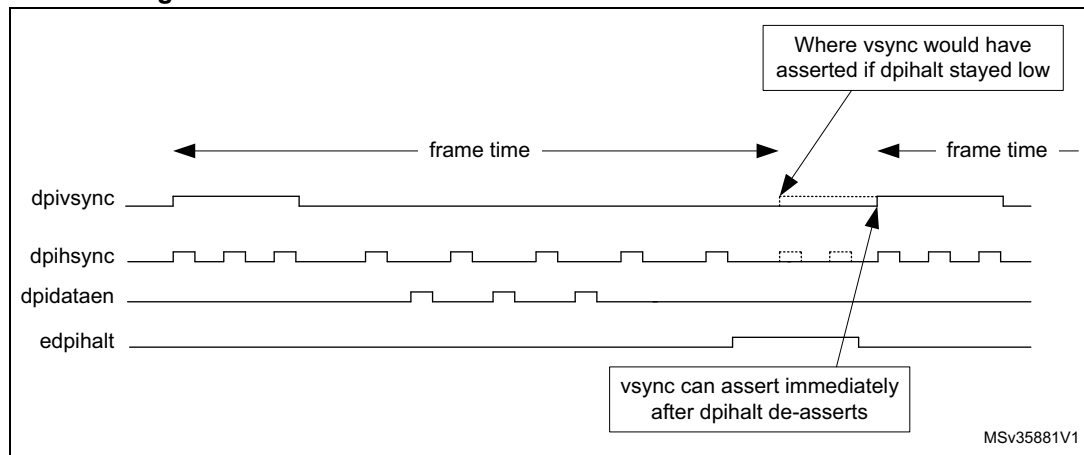 Where vsync would have
asserted if dpihalt stayed low
frame time
frame time
dpivsync
dpihsync
dpidataen
edpihalt
vsync can assert immediately
after dpihalt de-asserts
MSv35881V1